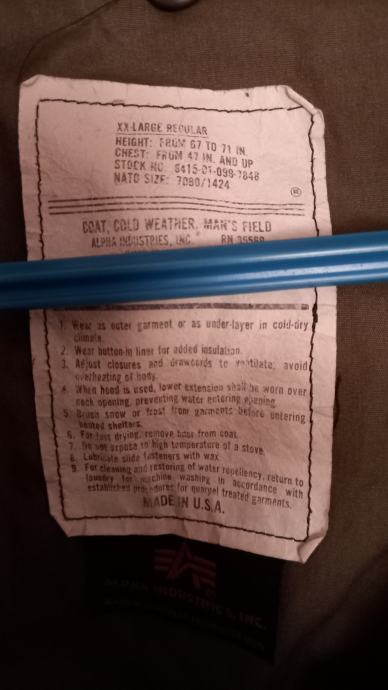 XX-LARGE REGULAR
HEIGHT: FROM 67 TO 71 IN.
CHEST: FROM 47 IN. AND UP
STOCK NO. 8415-01-099-7848
NATO SIZE: 7080/1424
®
COAT, COLD WEATHER, MAN'S FIELD
ALPHA INDUSTRIES, INC. RN 35569
1. Wear as outer garment or as under-layer in cold-dry
climate.
2. Wear button-in liner for added insulation.
3. Adjust closures and drawcords to ventilate; avoid
overheating of body.
4. When hood is used, lower extension shall be worn over
neck opening, preventing water entering opening.
5. Brush snow or frost from garments before entering
heated shelters.
6. For fast drying, remove liner from coat.
7. Do not expose to high temperature of a stove.
8. Lubricate slide fasteners with wax.
9. For cleaning and restoring of water repellency, return to
laundry for machine washing in accordance with
established procedures for quarpel treated garments.
MADE IN U.S.A.
ALPHA INDUSTRIES, INC.